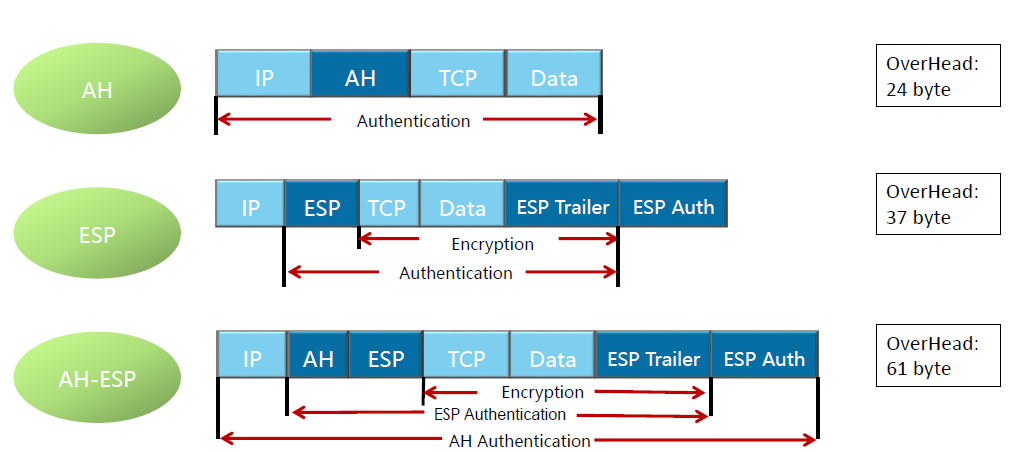 AH
IP AH TCP Data
Authentication
OverHead:
24 byte
ESP
IP ESP TCP Data ESP Trailer ESP Auth
Encryption
Authentication
OverHead:
37 byte
AH-ESP
IP AH ESP TCP Data ESP Trailer ESP Auth
Encryption
ESP Authentication
AH Authentication
OverHead:
61 byte